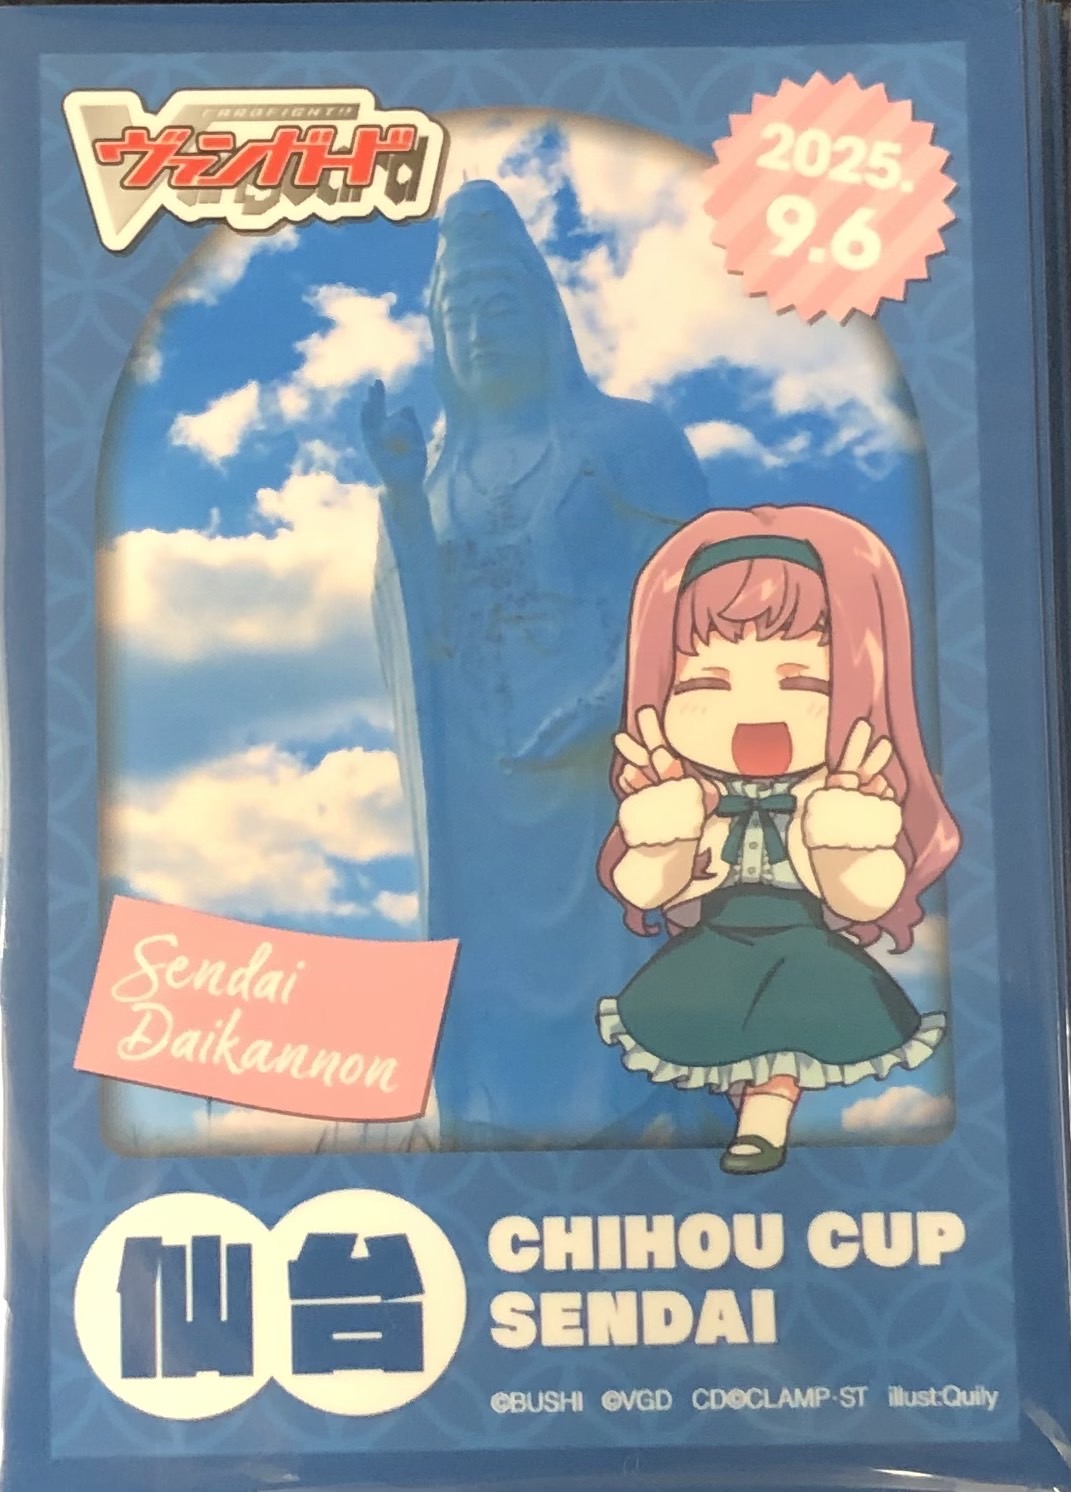 CARDFIGHT!!
ヴァンガード
Vanguard
2025.
9.6
Sendai
Daikannon
仙台
CHIHOU CUP
SENDAI
©BUSHI ©VGD CD©CLAMP・ST illust:Quily